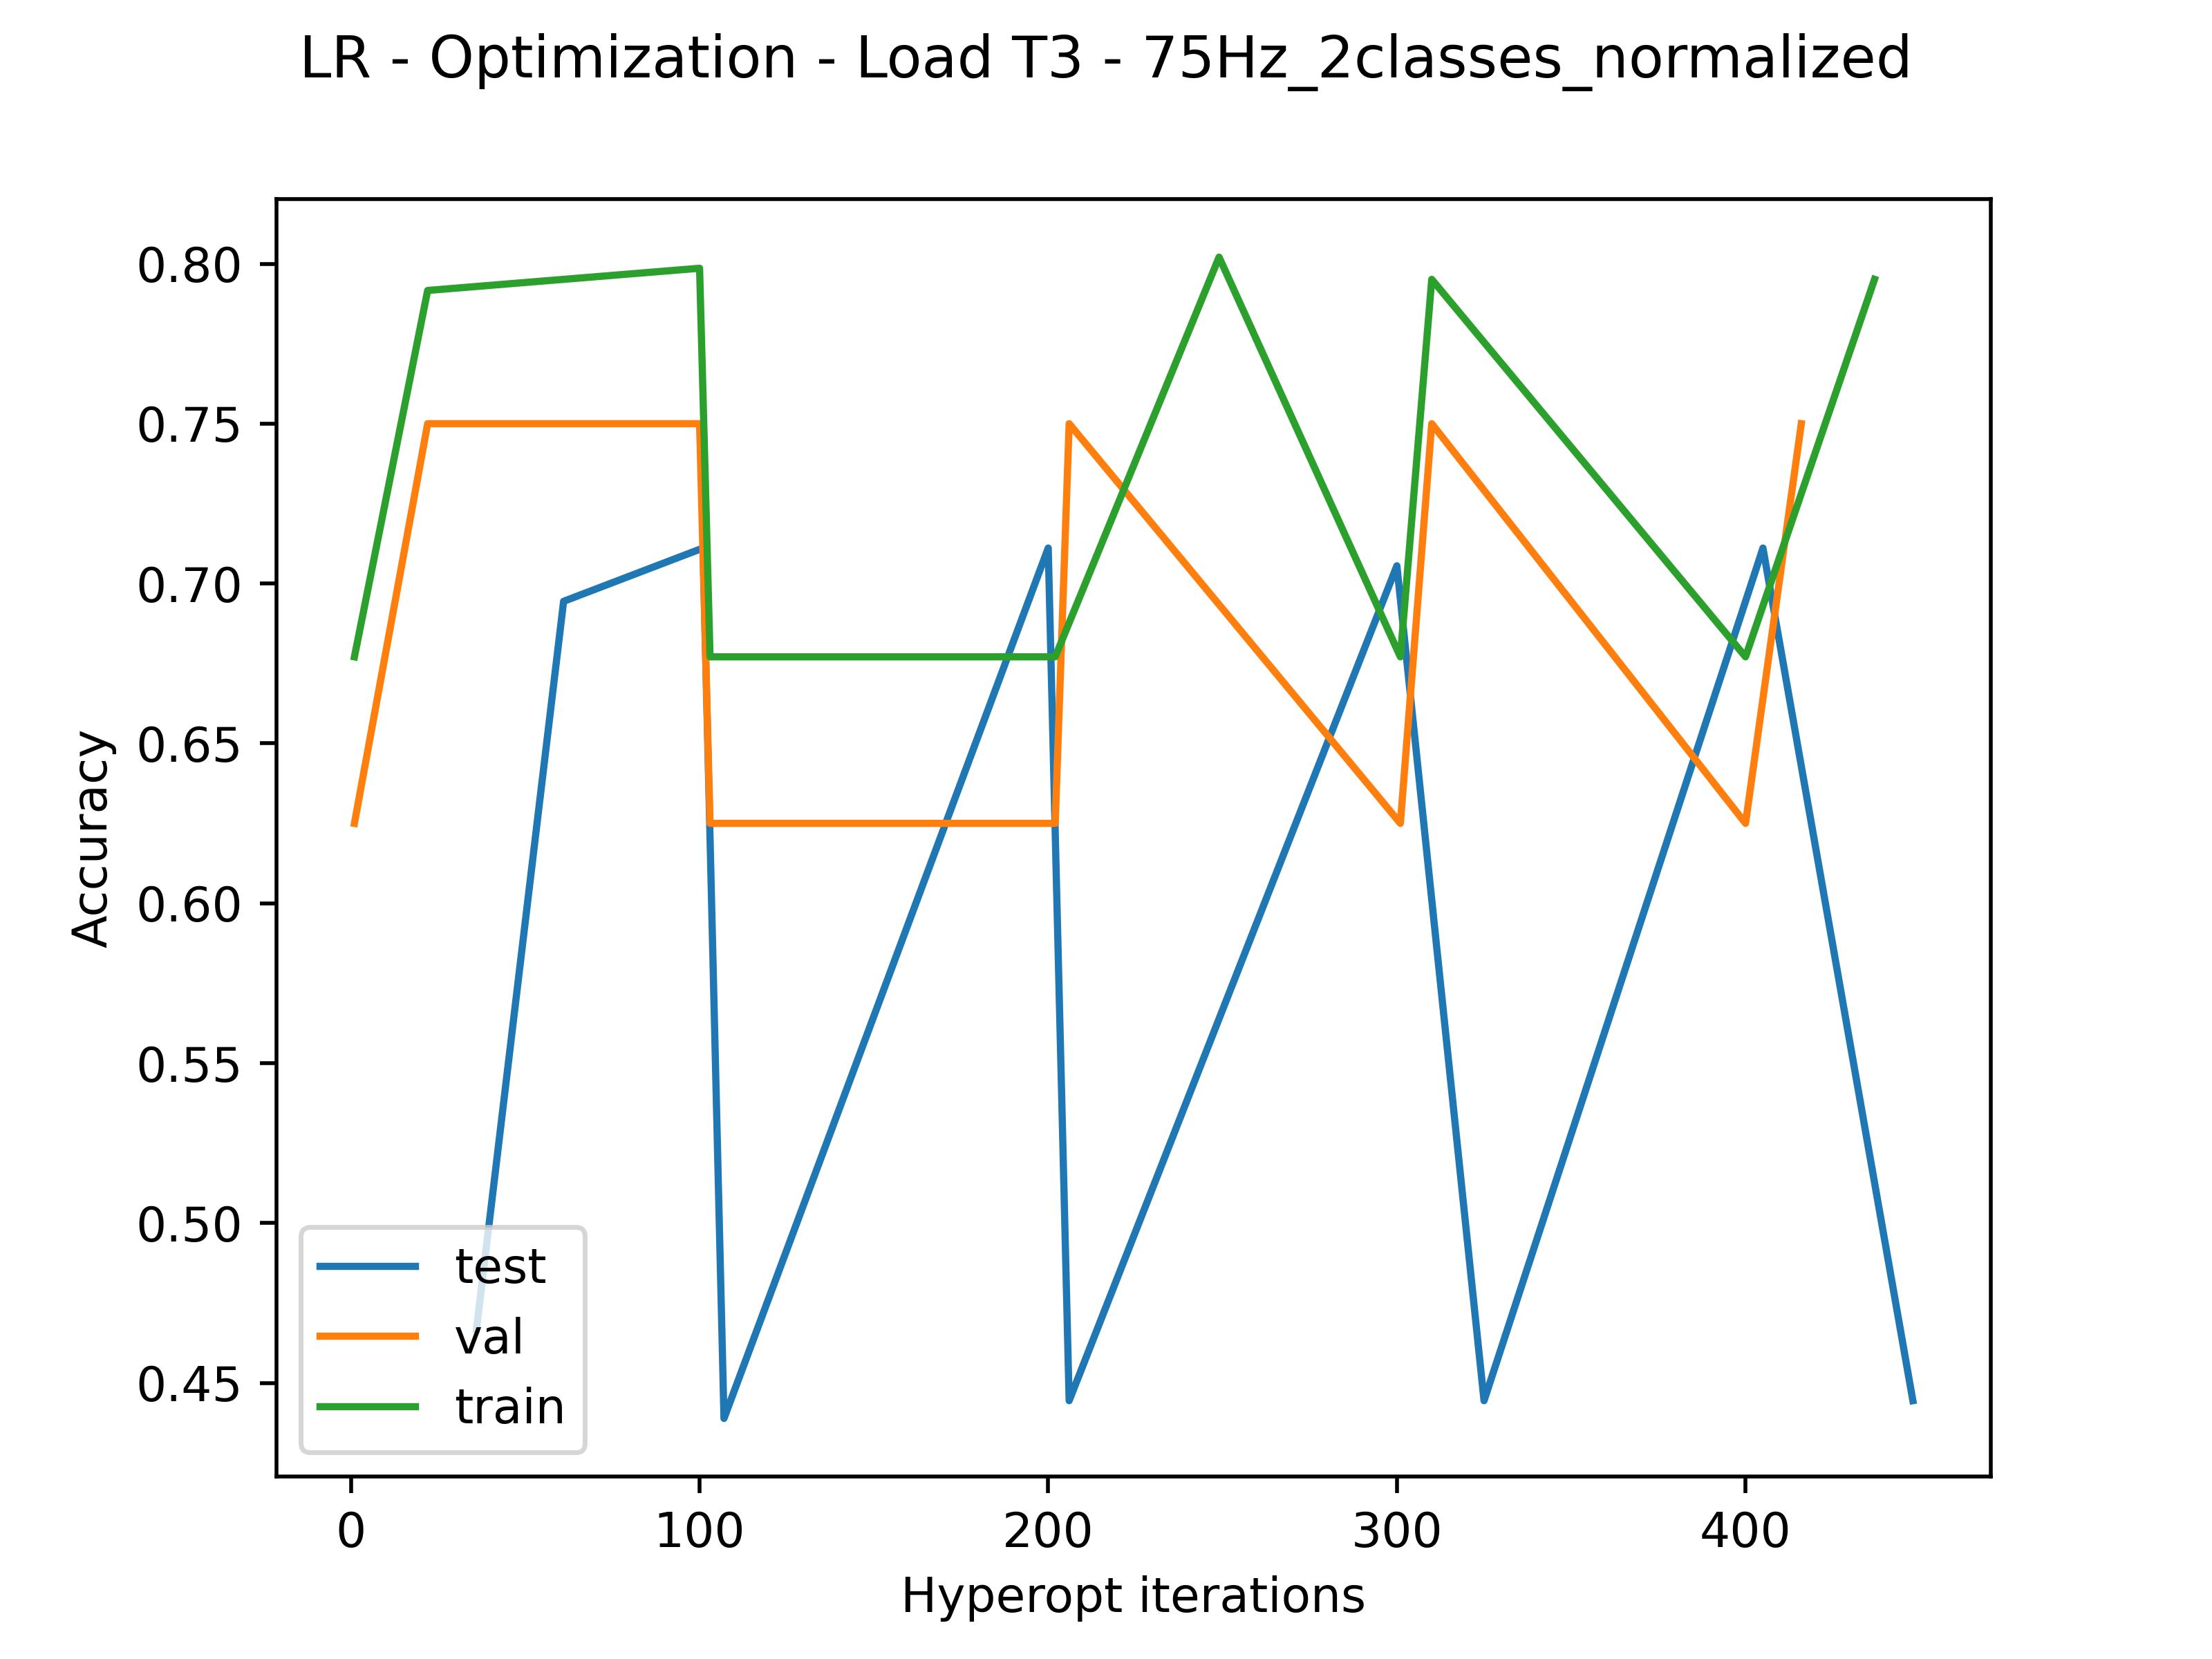 LR - Optimization - Load T3 - 75Hz_2classes_normalized
0.80
0.75
0.70
0.65
0.60
0.55
0.50
0.45
Accuracy
test
val
train
0 100 200 300 400
Hyperopt iterations